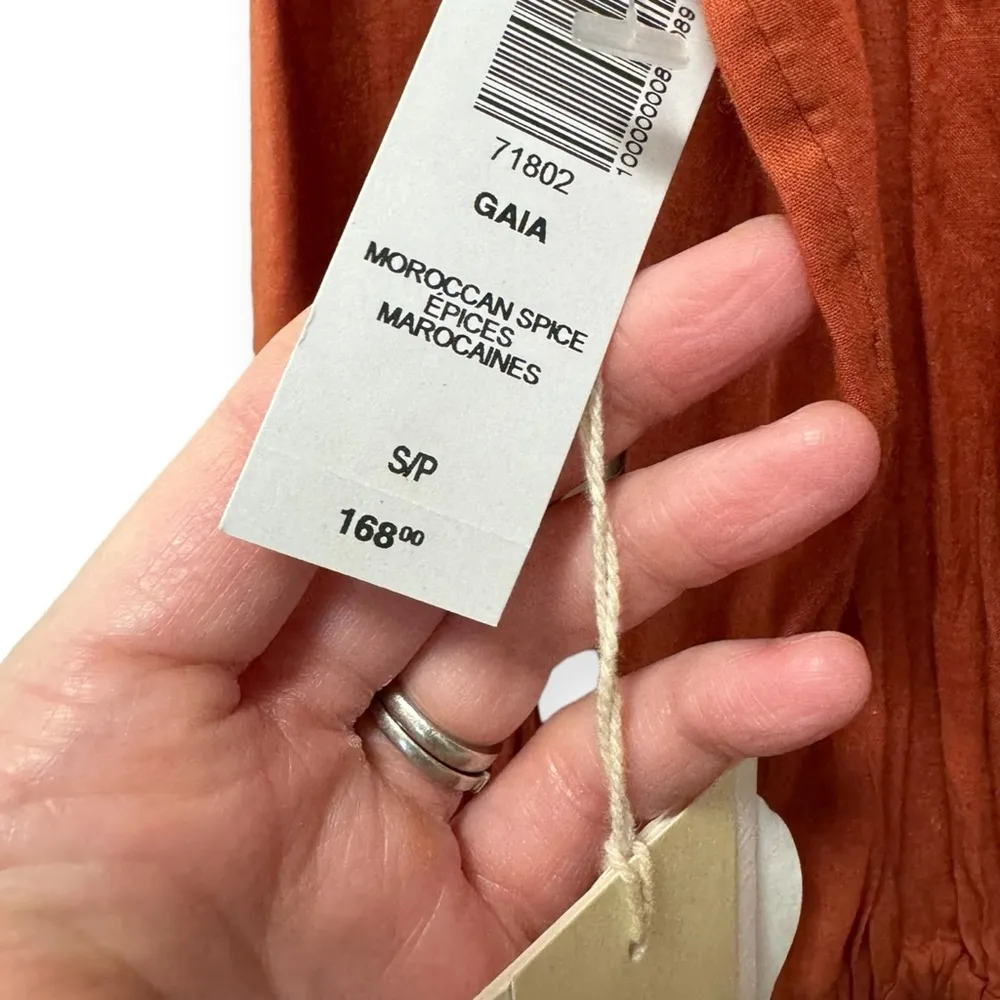 71802
GAIA
MOROCCAN SPICE
ÉPICES
MAROCAINES
S/P
168⁰⁰